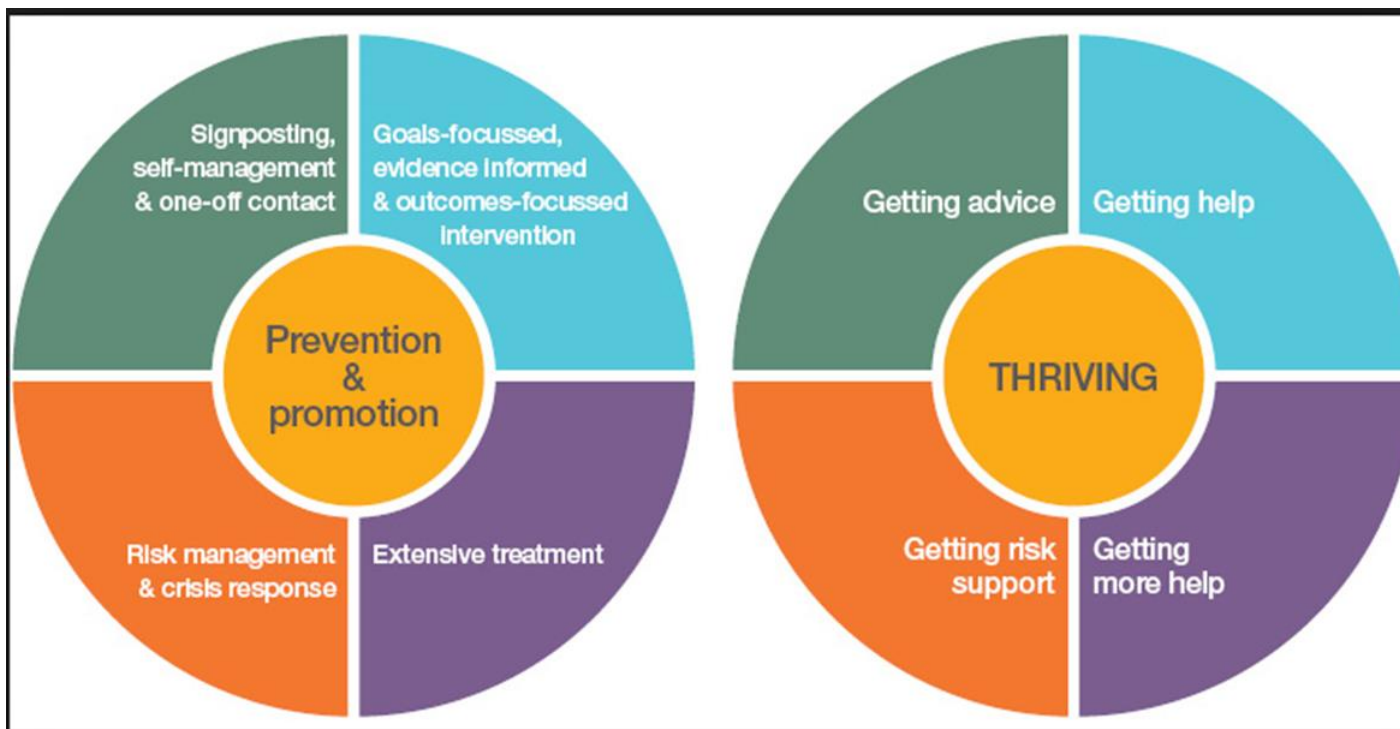 Signposting,
self-management
& one-off contact
Goals-focussed,
evidence informed
& outcomes-focussed
intervention
Prevention
&
promotion
Risk management
& crisis response
Extensive treatment
Getting advice
Getting help
THRIVING
Getting risk
support
Getting
more help